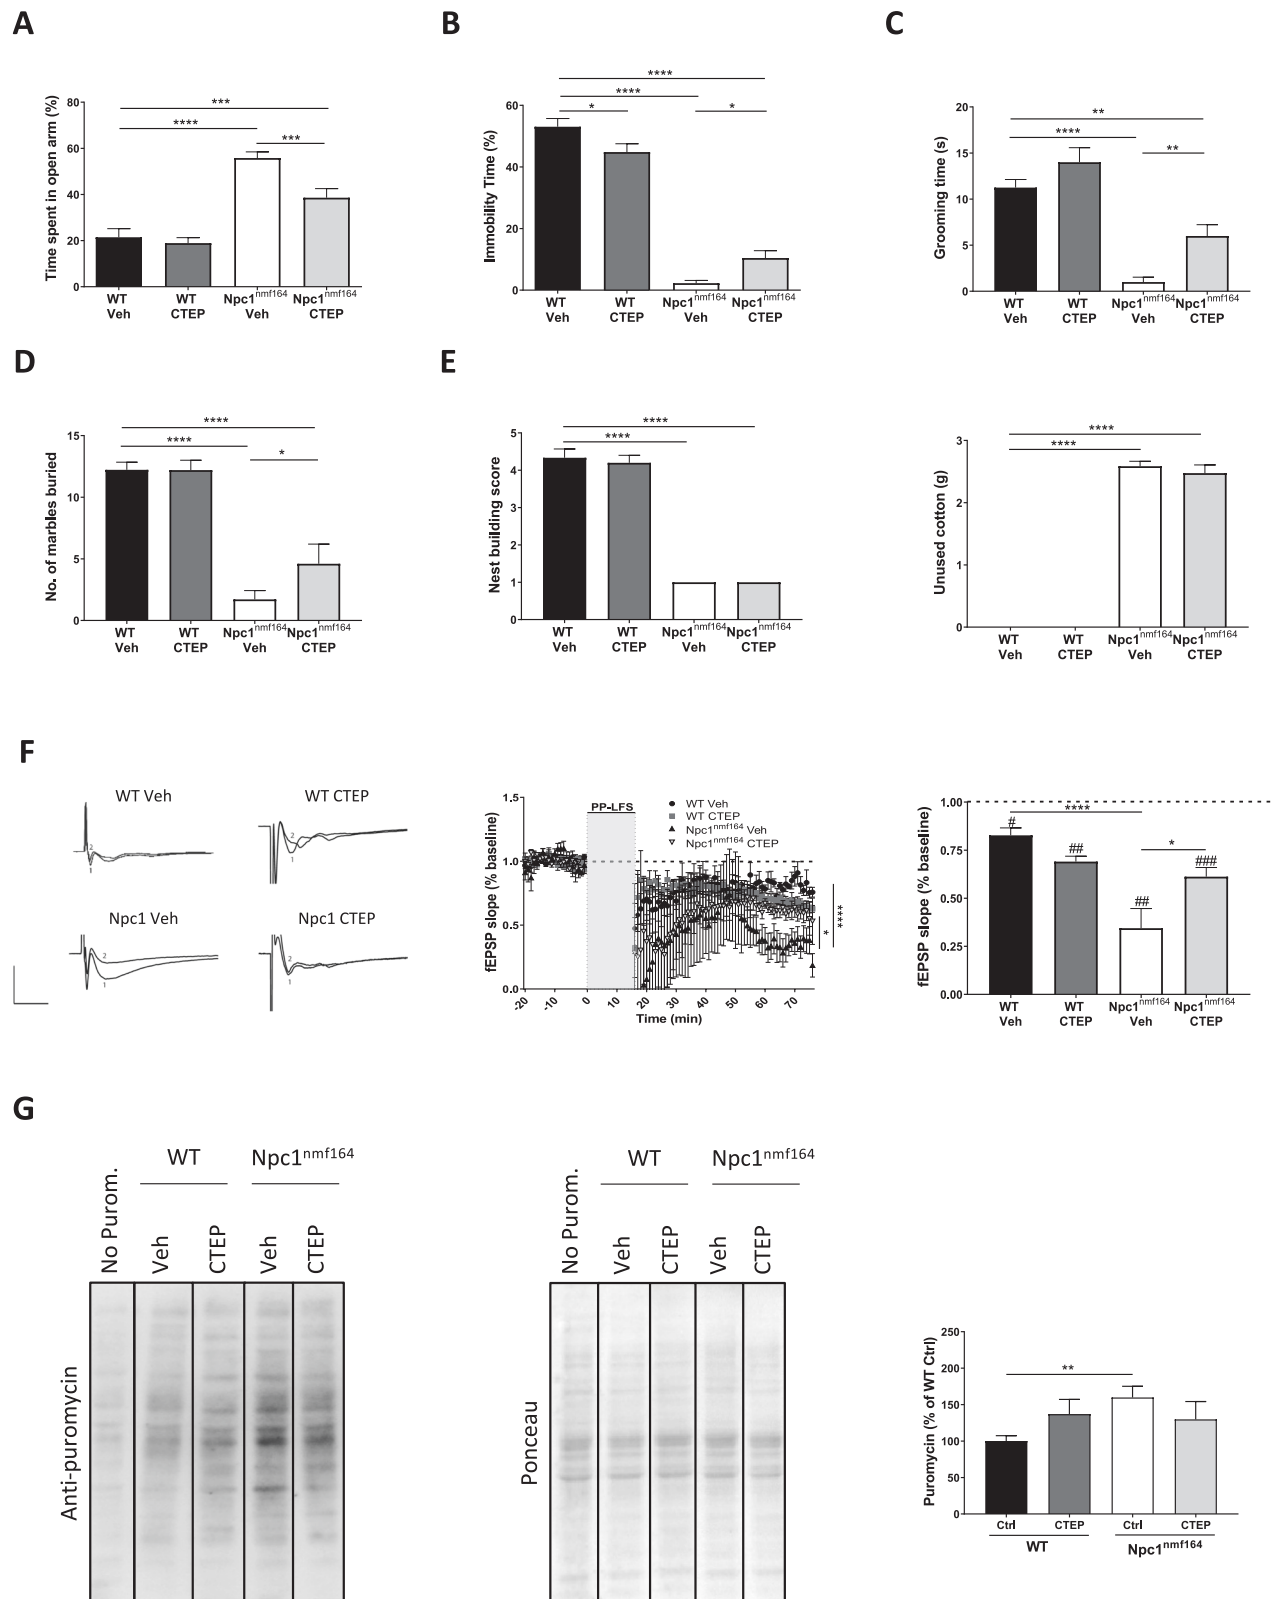 A
Time spent in open arm (%)
80
60
40
20
0
***
****
***
WT Veh
WT CTEP
Npc1nmf164 Veh
Npc1nmf164 CTEP
B
Immobility Time (%)
60
40
20
0
****
****
*
*
WT Veh
WT CTEP
Npc1nmf164 Veh
Npc1nmf164 CTEP
C
Grooming time (s)
20
15
10
5
0
**
****
**
WT Veh
WT CTEP
Npc1nmf164 Veh
Npc1nmf164 CTEP
D
No. of marbles buried
15
10
5
0
****
****
*
WT Veh
WT CTEP
Npc1nmf164 Veh
Npc1nmf164 CTEP
E
Nest building score
5
4
3
2
1
0
****
****
WT Veh
WT CTEP
Npc1nmf164 Veh
Npc1nmf164 CTEP
Unused cotton (g)
3
2
1
0
****
****
WT Veh
WT CTEP
Npc1nmf164 Veh
Npc1nmf164 CTEP
F
WT Veh
2
1
WT CTEP
2
1
Npc1 Veh
2
1
Npc1 CTEP
2
1
fEPSP slope (% baseline)
1.5
1.0
0.5
0.0
PP-LFS
WT Veh
WT CTEP
Npc1nmf164 Veh
Npc1nmf164 CTEP
*
****
-20 -10 0 10 20 30 40 50 60 70
Time (min)
fEPSP slope (% baseline)
1.00
0.75
0.50
0.25
0.00
****
*
#
##
##
###
WT Veh
WT CTEP
Npc1nmf164 Veh
Npc1nmf164 CTEP
G
WT
Npc1nmf164
No Purom.
Veh
CTEP
Veh
CTEP
Anti-puromycin
WT
Npc1nmf164
No Purom.
Veh
CTEP
Veh
CTEP
Ponceau
Puromycin (% of WT Ctrl)
250
200
150
100
50
0
**
Ctrl CTEP Ctrl CTEP
WT Npc1nmf164